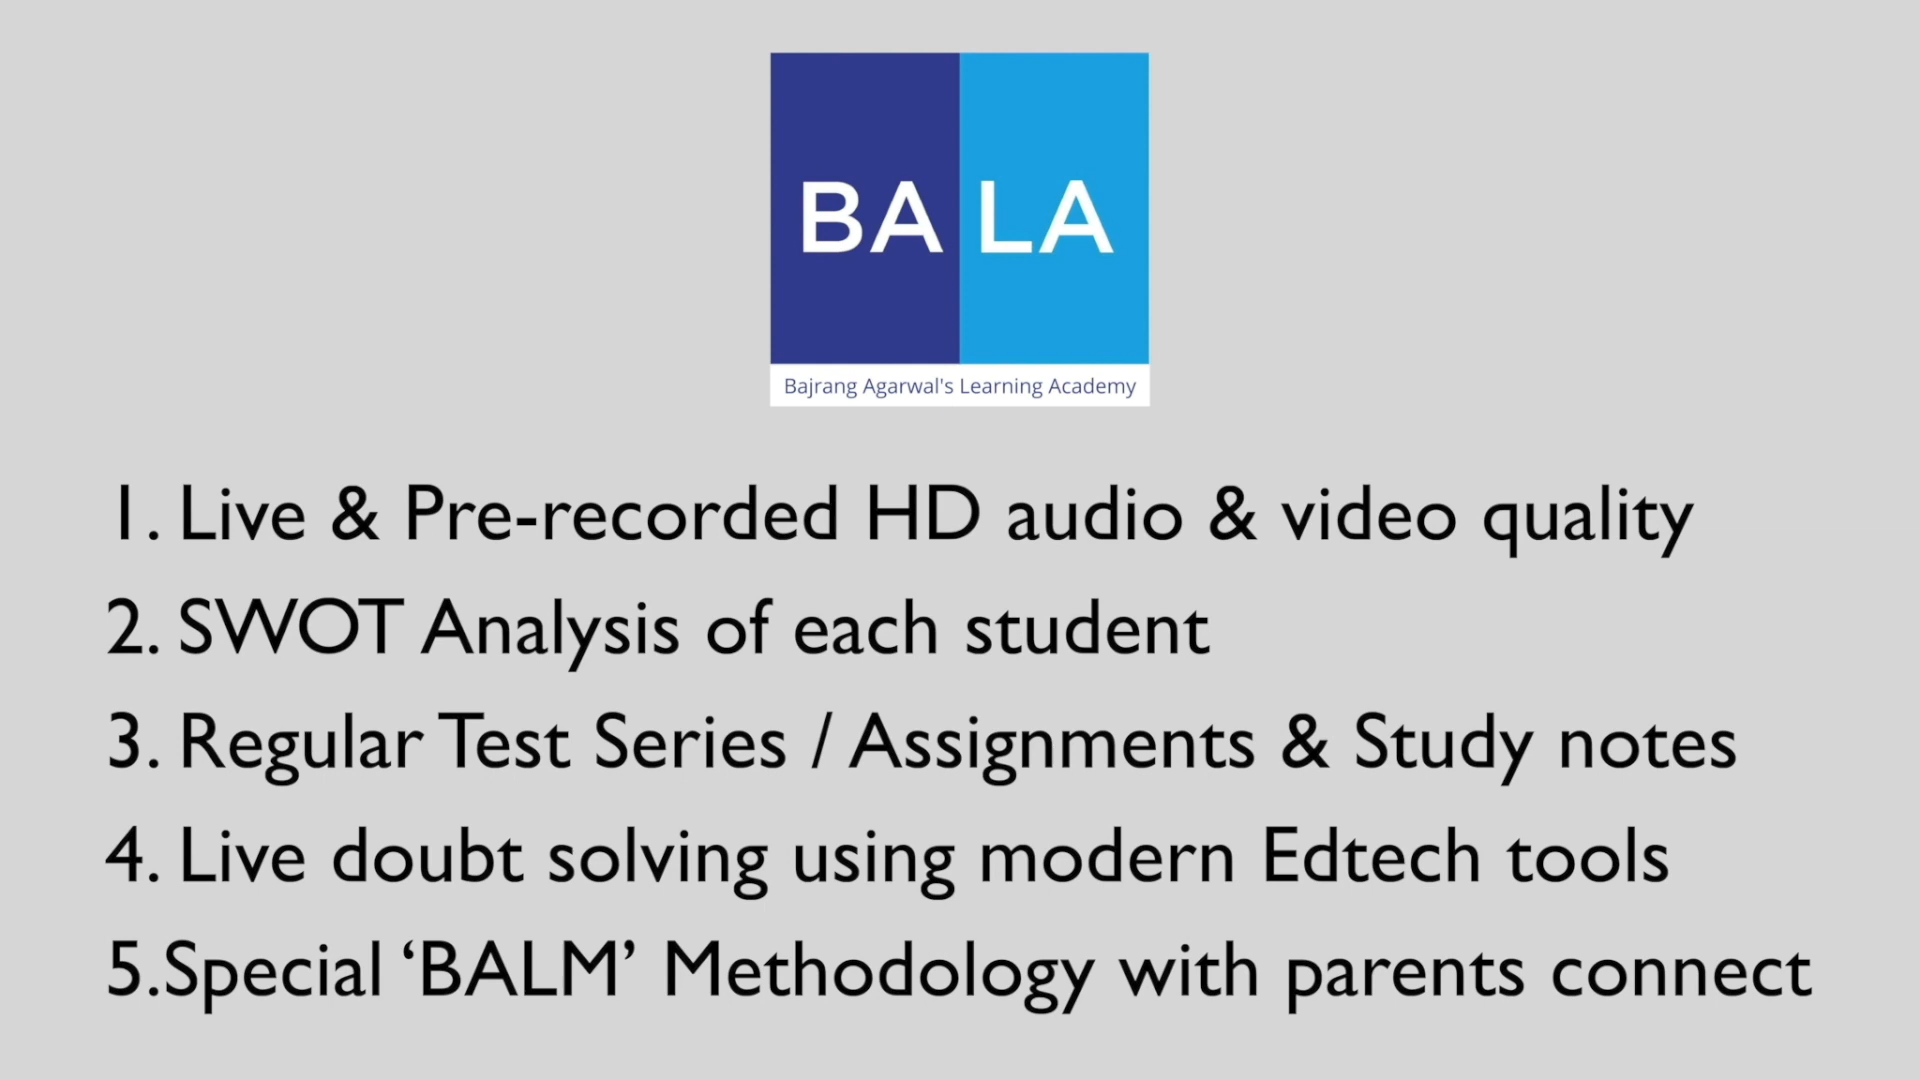 BALA
Bajrang Agarwal's Learning Academy
1. Live & Pre-recorded HD audio & video quality
2. SWOT Analysis of each student
3. Regular Test Series / Assignments & Study notes
4. Live doubt solving using modern Edtech tools
5.Special ‘BALM’ Methodology with parents connect